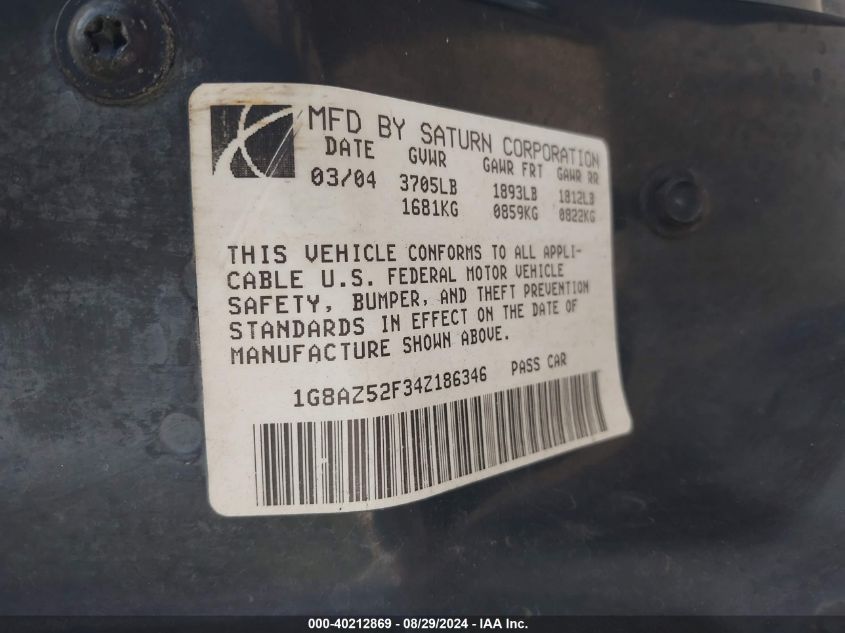 MFD BY SATURN CORPORATION
DATE GVWR GAWR FRT GAWR RR
03/04 3705LB 1893LB 1812LB
1681KG 0859KG 0822KG
THIS VEHICLE CONFORMS TO ALL APPLI-
CABLE U.S. FEDERAL MOTOR VEHICLE
SAFETY, BUMPER, AND THEFT PREVENTION
STANDARDS IN EFFECT ON THE DATE OF
MANUFACTURE SHOWN ABOVE.
1G8AZ52F34Z186346 PASS CAR
000-40212869 - 08/29/2024 - IAA Inc.